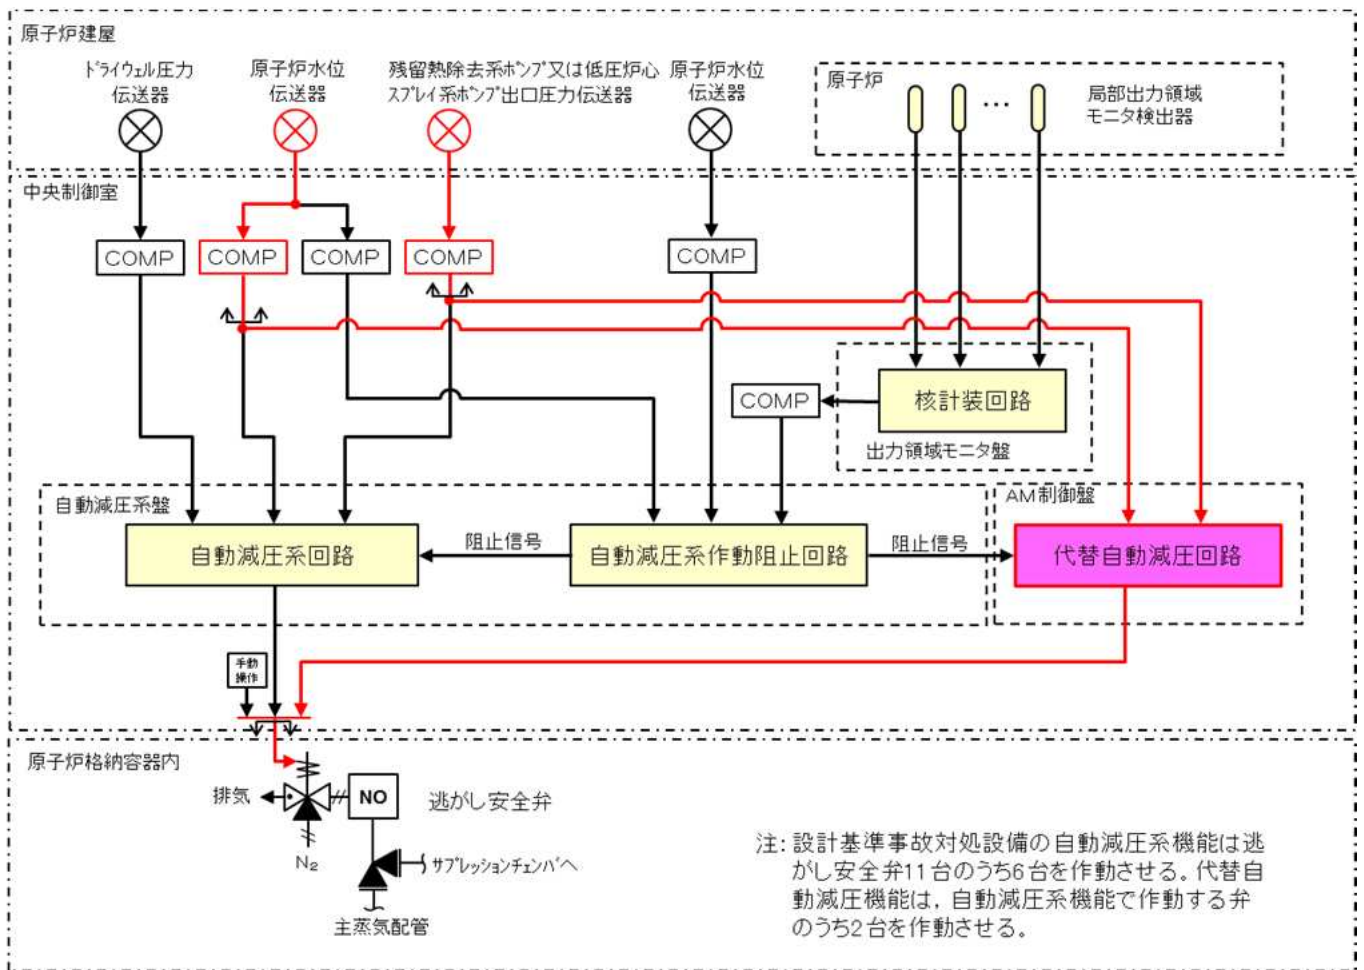 原子炉建屋
ドライウェル圧力
伝送器
原子炉水位
伝送器
残留熱除去系ポンプ又は低圧炉心
スプレイ系ポンプ出口圧力伝送器
原子炉水位
伝送器
原子炉
局部出力領域
モニタ検出器
…
中央制御室
COMP
COMP
COMP
COMP
COMP
COMP
核計装回路
出力領域モニタ盤
自動減圧系盤
AM制御盤
自動減圧系回路
阻止信号
自動減圧系作動阻止回路
阻止信号
代替自動減圧回路
手動
操作
原子炉格納容器内
排気
NO
逃がし安全弁
N₂
サプレッションチェンバへ
主蒸気配管
注: 設計基準事故対処設備の自動減圧系機能は逃
がし安全弁11台のうち6台を作動させる。代替自
動減圧機能は，自動減圧系機能で作動する弁
のうち2台を作動させる。